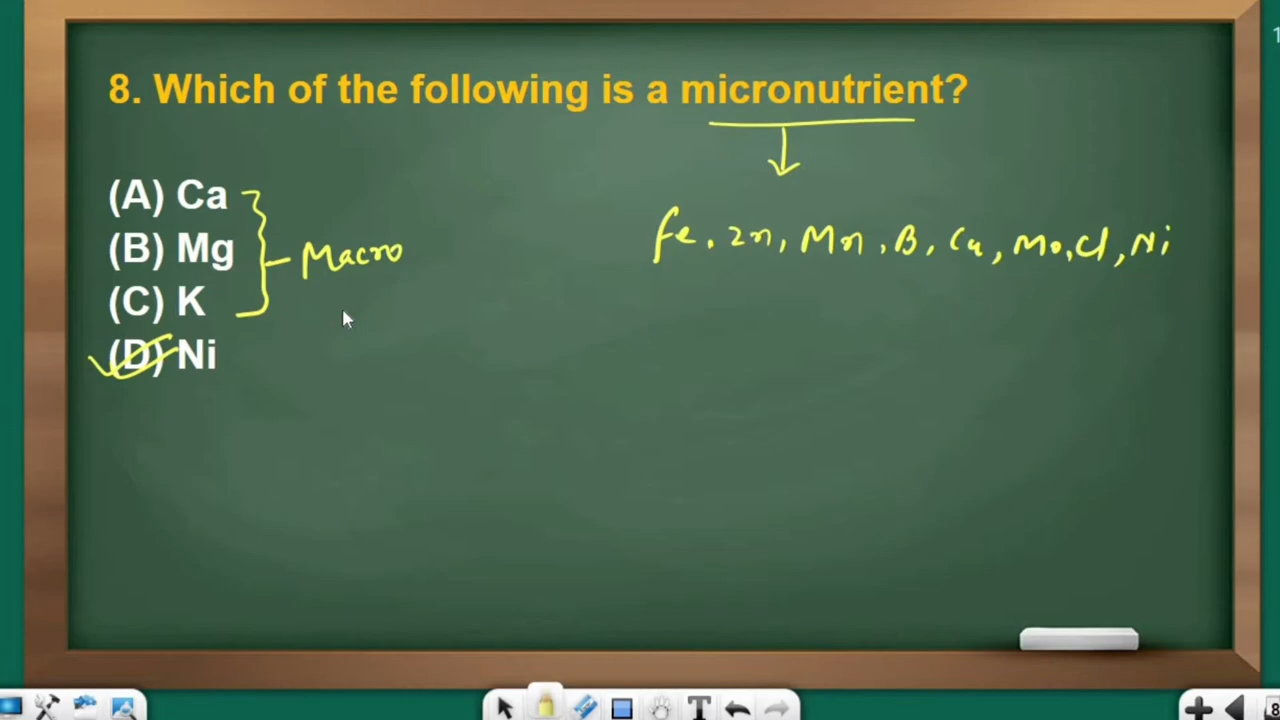 8. Which of the following is a micronutrient?
(A) Ca
(B) Mg
(C) K
(D) Ni
Macro
Fe, Zn, Mn, B, Cu, Mo, Cl, Ni